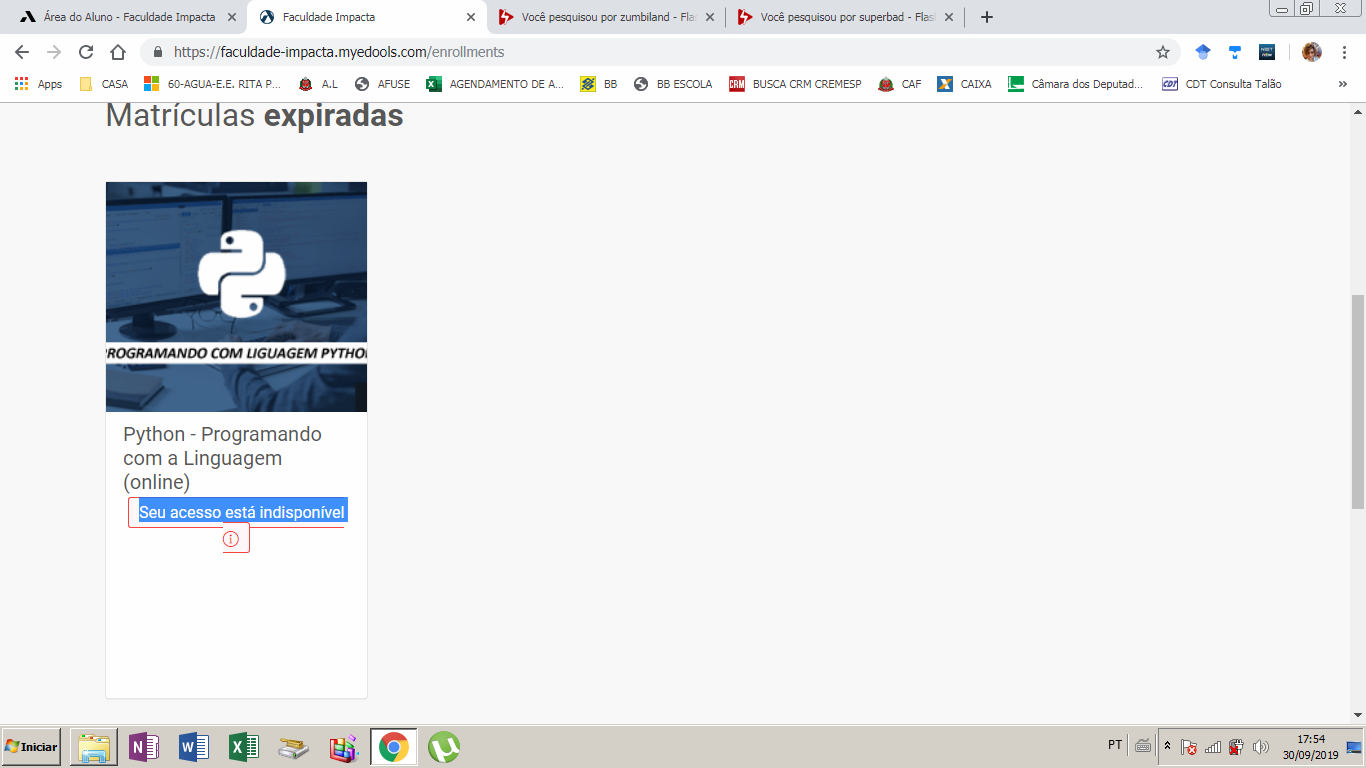 Área do Aluno - Faculdade Impacta
Faculdade Impacta
Você pesquisou por zumbiland - Fla
Você pesquisou por superbad - Flas
https://faculdade-impacta.myedools.com/enrollments
Apps
CASA
60-AGUA-E.E. RITA P...
A.L
AFUSE
AGENDAMENTO DE A...
BB
BB ESCOLA
CRM
BUSCA CRM CREMESP
CAF
CAIXA
Câmara dos Deputad...
CDT
CDT Consulta Talão
»
Matrículas expiradas
PROGRAMANDO COM LIGUAGEM PYTHON
Python - Programando
com a Linguagem
(online)
Seu acesso está indisponível
Iniciar
PT
17:54
30/09/2019